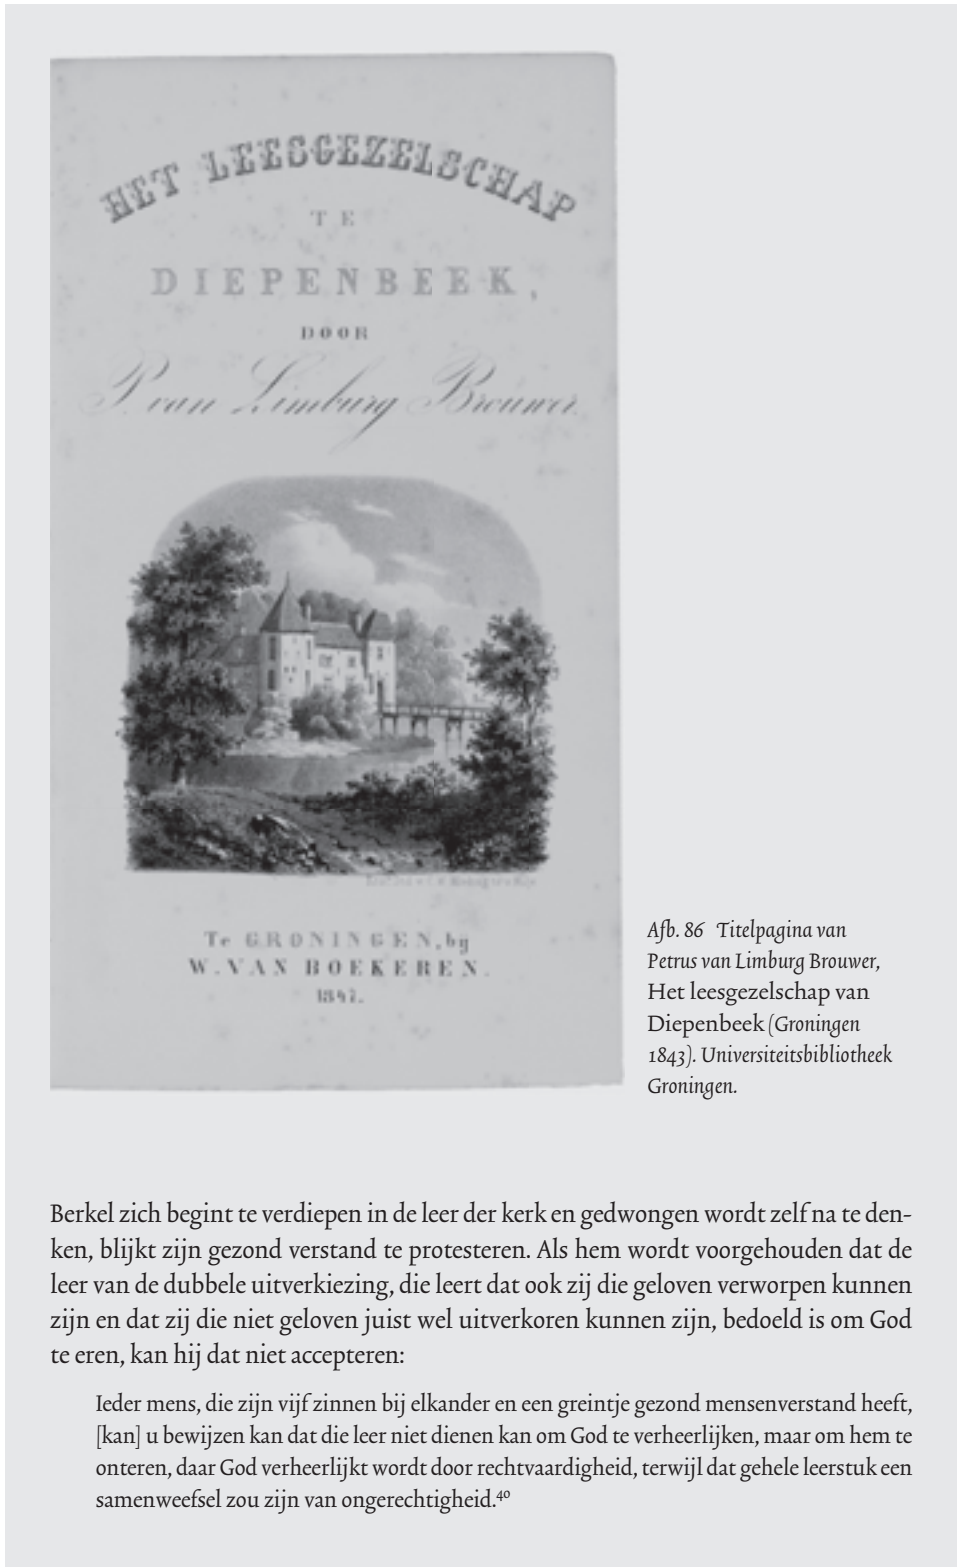 HET LEESGEZELSCHAP
TE
DIEPENBEEK,
DOOR
P. van Limburg Brouwer.
Te GRONINGEN, by
W. VAN BOEKEREN.
1847.
Afb. 86 Titelpagina van
Petrus van Limburg Brouwer,
Het leesgezelschap van
Diepenbeek (Groningen
1843). Universiteitsbibliotheek
Groningen.
Berkel zich begint te verdiepen in de leer der kerk en gedwongen wordt zelf na te den-
ken, blijkt zijn gezond verstand te protesteren. Als hem wordt voorgehouden dat de
leer van de dubbele uitverkiezing, die leert dat ook zij die geloven verworpen kunnen
zijn en dat zij die niet geloven juist wel uitverkoren kunnen zijn, bedoeld is om God
te eren, kan hij dat niet accepteren:
Ieder mens, die zijn vijf zinnen bij elkander en een greintje gezond mensenverstand heeft,
[kan] u bewijzen kan dat die leer niet dienen kan om God te verheerlijken, maar om hem te
onteren, daar God verheerlijkt wordt door rechtvaardigheid, terwijl dat gehele leerstuk een
samenweefsel zou zijn van ongerechtigheid.⁴⁰